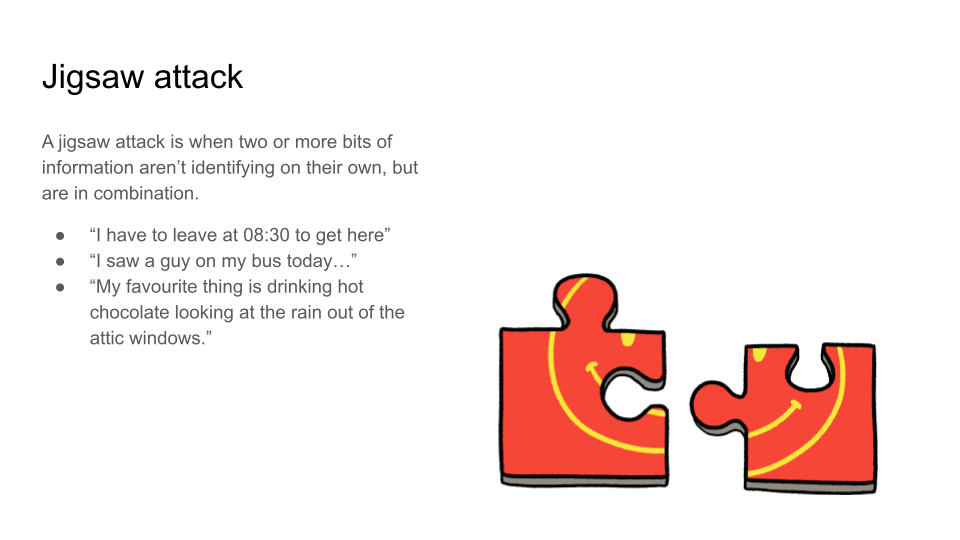 Jigsaw attack
A jigsaw attack is when two or more bits of
information aren’t identifying on their own, but
are in combination.
● “I have to leave at 08:30 to get here”
● “I saw a guy on my bus today…”
● “My favourite thing is drinking hot
chocolate looking at the rain out of the
attic windows.”